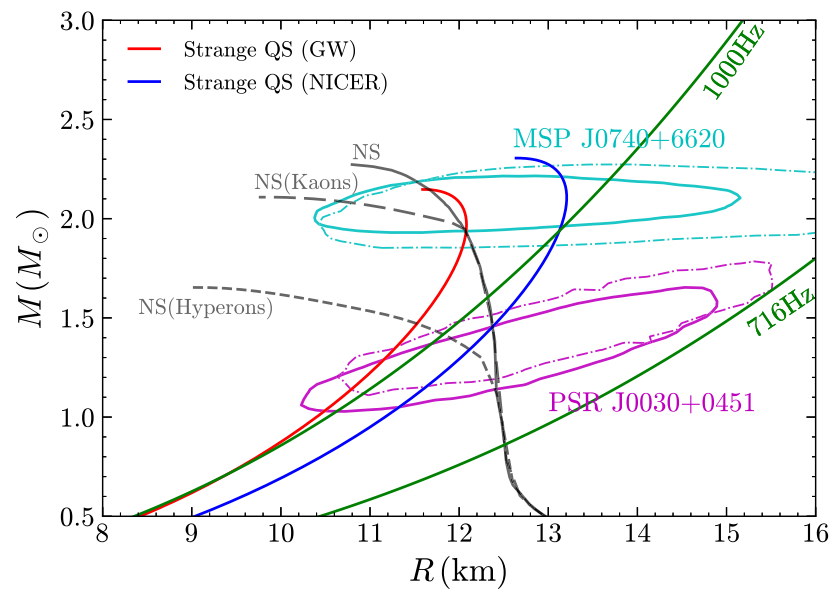 3.0
2.5
2.0
1.5
1.0
0.5
M (M⊙)
Strange QS (GW)
Strange QS (NICER)
1000Hz
MSP J0740+6620
NS
NS(Kaons)
NS(Hyperons)
716Hz
PSR J0030+0451
8 9 10 11 12 13 14 15 16
R (km)